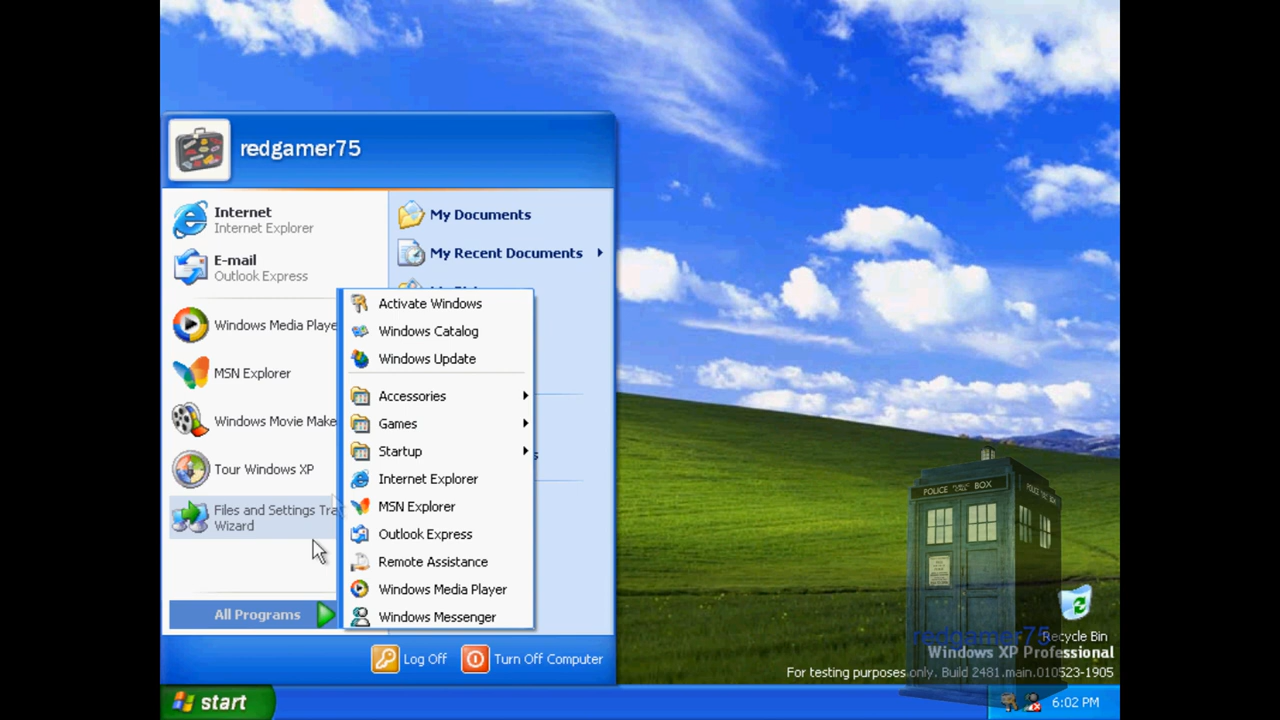 redgamer75
Internet
Internet Explorer
E-mail
Outlook Express
Windows Media Playe
MSN Explorer
Windows Movie Make
Tour Windows XP
Files and Settings Tra
Wizard
All Programs
My Documents
My Recent Documents
Activate Windows
Windows Catalog
Windows Update
Accessories
Games
Startup
Internet Explorer
MSN Explorer
Outlook Express
Remote Assistance
Windows Media Player
Windows Messenger
Log Off
Turn Off Computer
POLICE PUBLIC CALL BOX
redgamer75
Recycle Bin
Windows XP Professional
For testing purposes only. Build 2481.main.010523-1905
start
6:02 PM